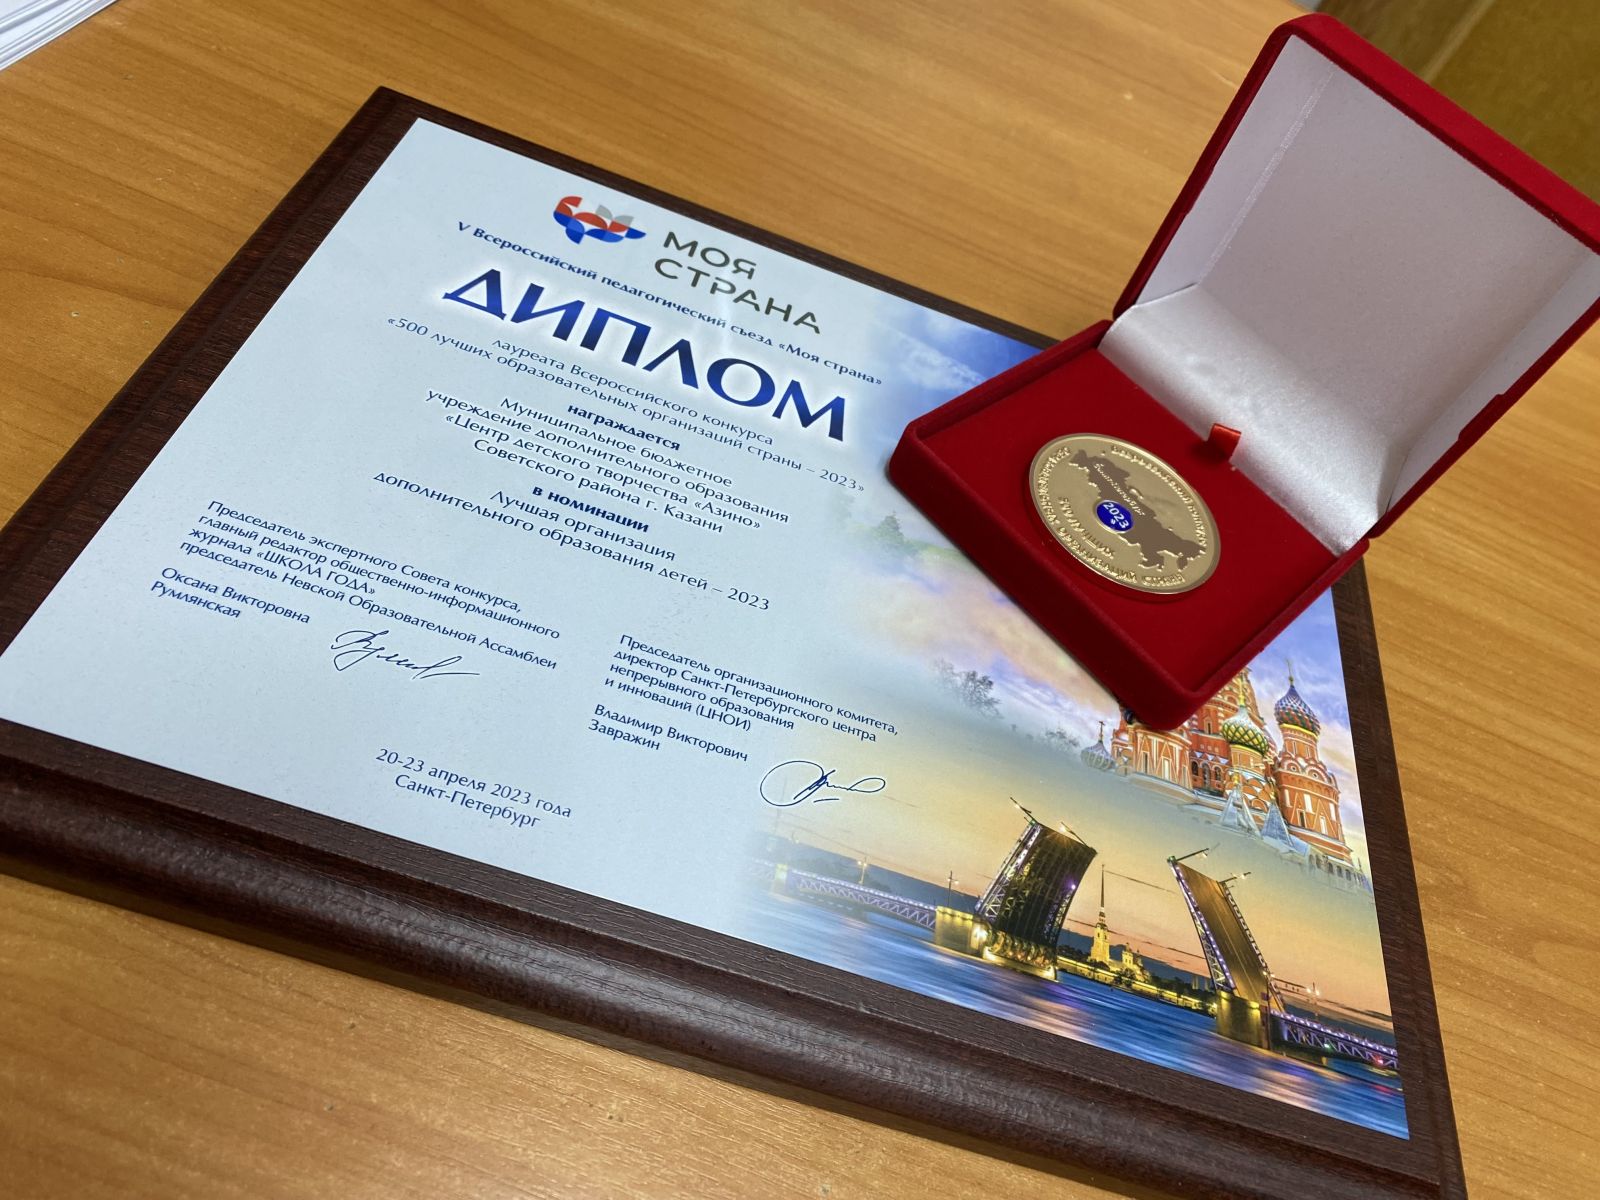 МОЯ
СТРАНА
V Всероссийский педагогический съезд «Моя страна»
ДИПЛОМ
лауреата Всероссийского конкурса
«500 лучших образовательных организаций страны – 2023»
награждается
Муниципальное бюджетное
учреждение дополнительного образования
«Центр детского творчества «Азино»
Советского района г. Казани
в номинации
Лучшая организация
дополнительного образования детей – 2023
Председатель экспертного Совета конкурса,
главный редактор общественно-информационного
журнала «ШКОЛА ГОДА»
председатель Невской Образовательной Ассамблеи
Оксана Викторовна
Румлянская
Председатель организационного комитета,
директор Санкт-Петербургского центра
непрерывного образования
и инноваций (ЦНОИ)
Владимир Викторович
Завражин
20-23 апреля 2023 года
Санкт-Петербург
2023